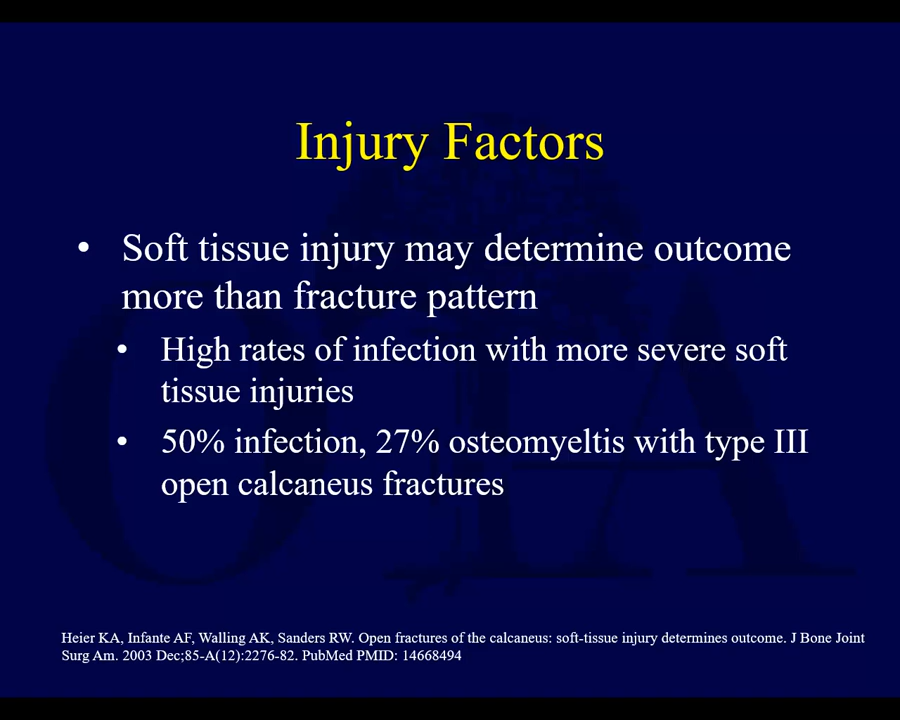 Injury Factors
• Soft tissue injury may determine outcome
more than fracture pattern
• High rates of infection with more severe soft
tissue injuries
• 50% infection, 27% osteomyeltis with type III
open calcaneus fractures
OTA
Heier KA, Infante AF, Walling AK, Sanders RW. Open fractures of the calcaneus: soft-tissue injury determines outcome. J Bone Joint
Surg Am. 2003 Dec;85-A(12):2276-82. PubMed PMID: 14668494